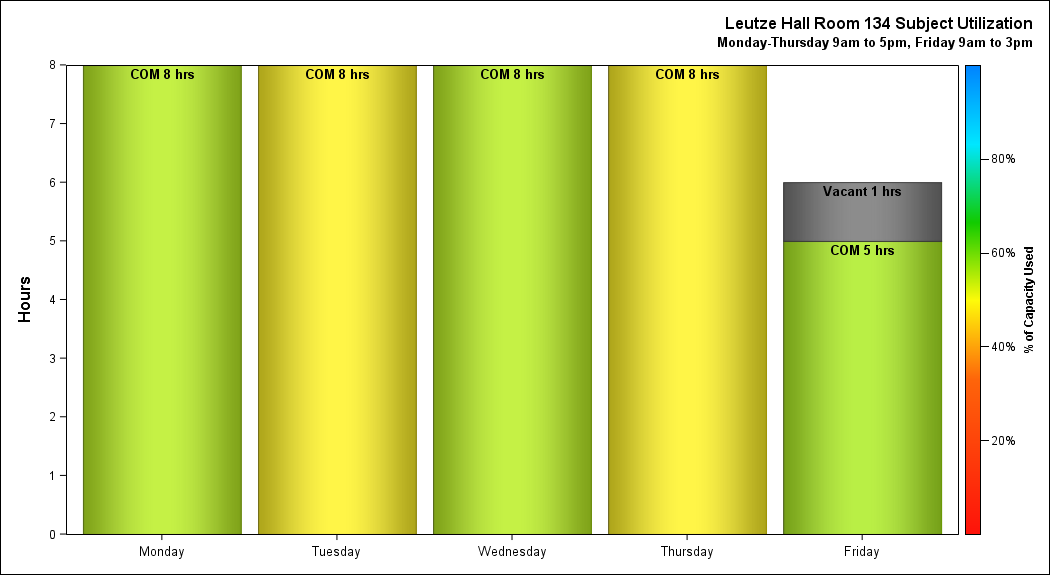 Leutze Hall Room 134 Subject Utilization
Monday-Thursday 9am to 5pm, Friday 9am to 3pm
Hours
8
7
6
5
4
3
2
1
0
COM 8 hrs
COM 8 hrs
COM 8 hrs
COM 8 hrs
Vacant 1 hrs
COM 5 hrs
Monday
Tuesday
Wednesday
Thursday
Friday
80%
60%
40%
20%
% of Capacity Used